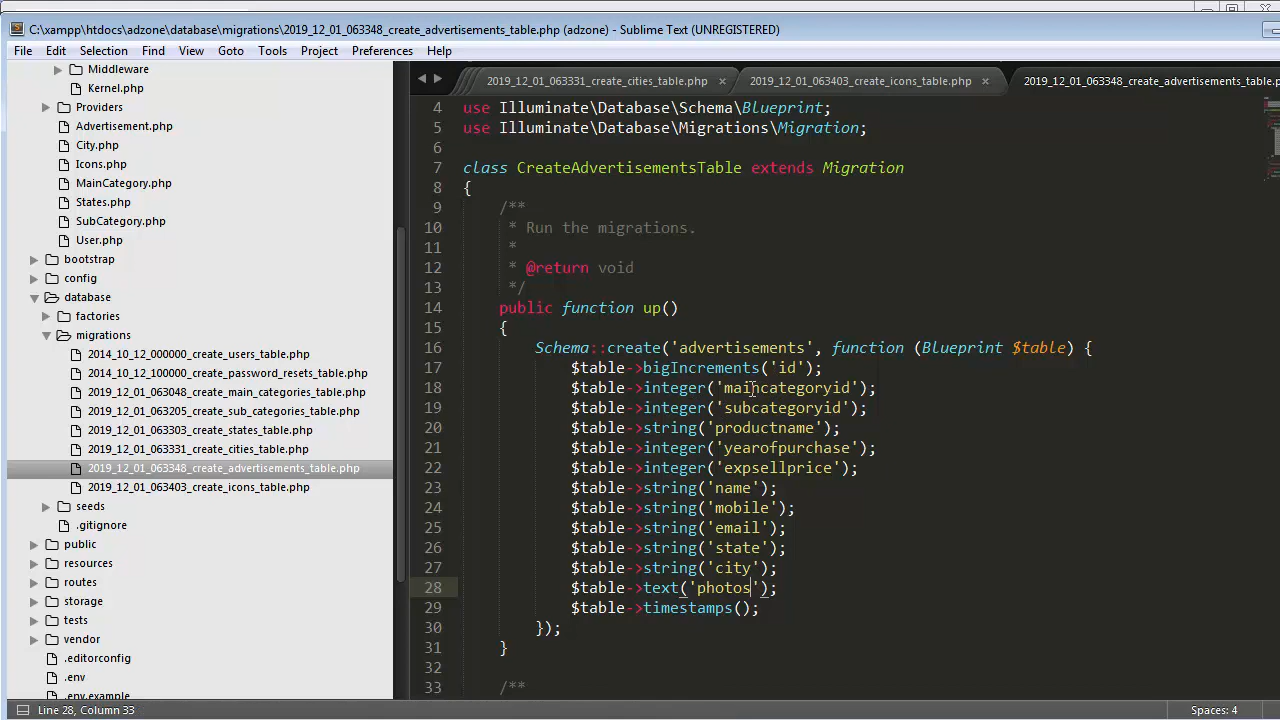 C:\xampp\htdocs\adzone\database\migrations\2019_12_01_063348_create_advertisements_table.php (adzone) - Sublime Text (UNREGISTERED)
File Edit Selection Find View Goto Tools Project Preferences Help
Middleware
Kernel.php
Providers
Advertisement.php
City.php
Icons.php
MainCategory.php
States.php
SubCategory.php
User.php
bootstrap
config
database
factories
migrations
2014_10_12_000000_create_users_table.php
2014_10_12_100000_create_password_resets_table.php
2019_12_01_063048_create_main_categories_table.php
2019_12_01_063205_create_sub_categories_table.php
2019_12_01_063303_create_states_table.php
2019_12_01_063331_create_cities_table.php
2019_12_01_063348_create_advertisements_table.php
2019_12_01_063403_create_icons_table.php
seeds
.gitignore
public
resources
routes
storage
tests
vendor
.editorconfig
.env
.env.example
2019_12_01_063331_create_cities_table.php 2019_12_01_063403_create_icons_table.php 2019_12_01_063348_create_advertisements_table.p
4 use Illuminate\Database\Schema\Blueprint;
5 use Illuminate\Database\Migrations\Migration;
6
7 class CreateAdvertisementsTable extends Migration
8 {
9 /**
10 * Run the migrations.
11 *
12 * @return void
13 */
14 public function up()
15 {
16 Schema::create('advertisements', function (Blueprint $table) {
17 $table->bigIncrements('id');
18 $table->integer('maincategoryid');
19 $table->integer('subcategoryid');
20 $table->string('productname');
21 $table->integer('yearofpurchase');
22 $table->integer('expsellprice');
23 $table->string('name');
24 $table->string('mobile');
25 $table->string('email');
26 $table->string('state');
27 $table->string('city');
28 $table->text('photos');
29 $table->timestamps();
30 });
31 }
32
33 /**
Line 28, Column 33 Spaces: 4